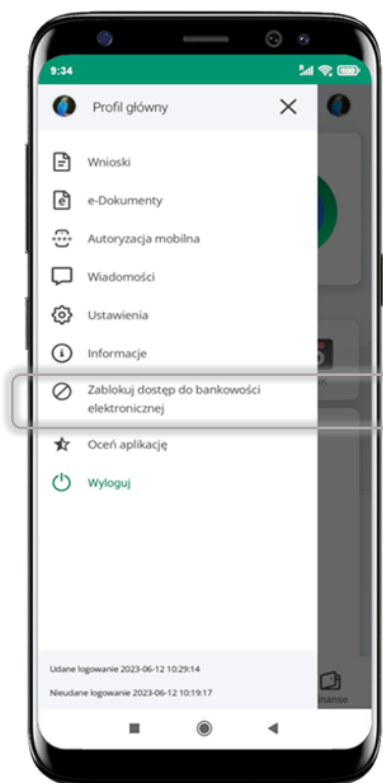 9:34
Profil główny
Wnioski
e-Dokumenty
Autoryzacja mobilna
Wiadomości
Ustawienia
Informacje
Zablokuj dostęp do bankowości
elektronicznej
Oceń aplikację
Wyloguj
Udane logowanie 2023-06-12 10:29:14
Nieudane logowanie 2023-06-12 10:19:17